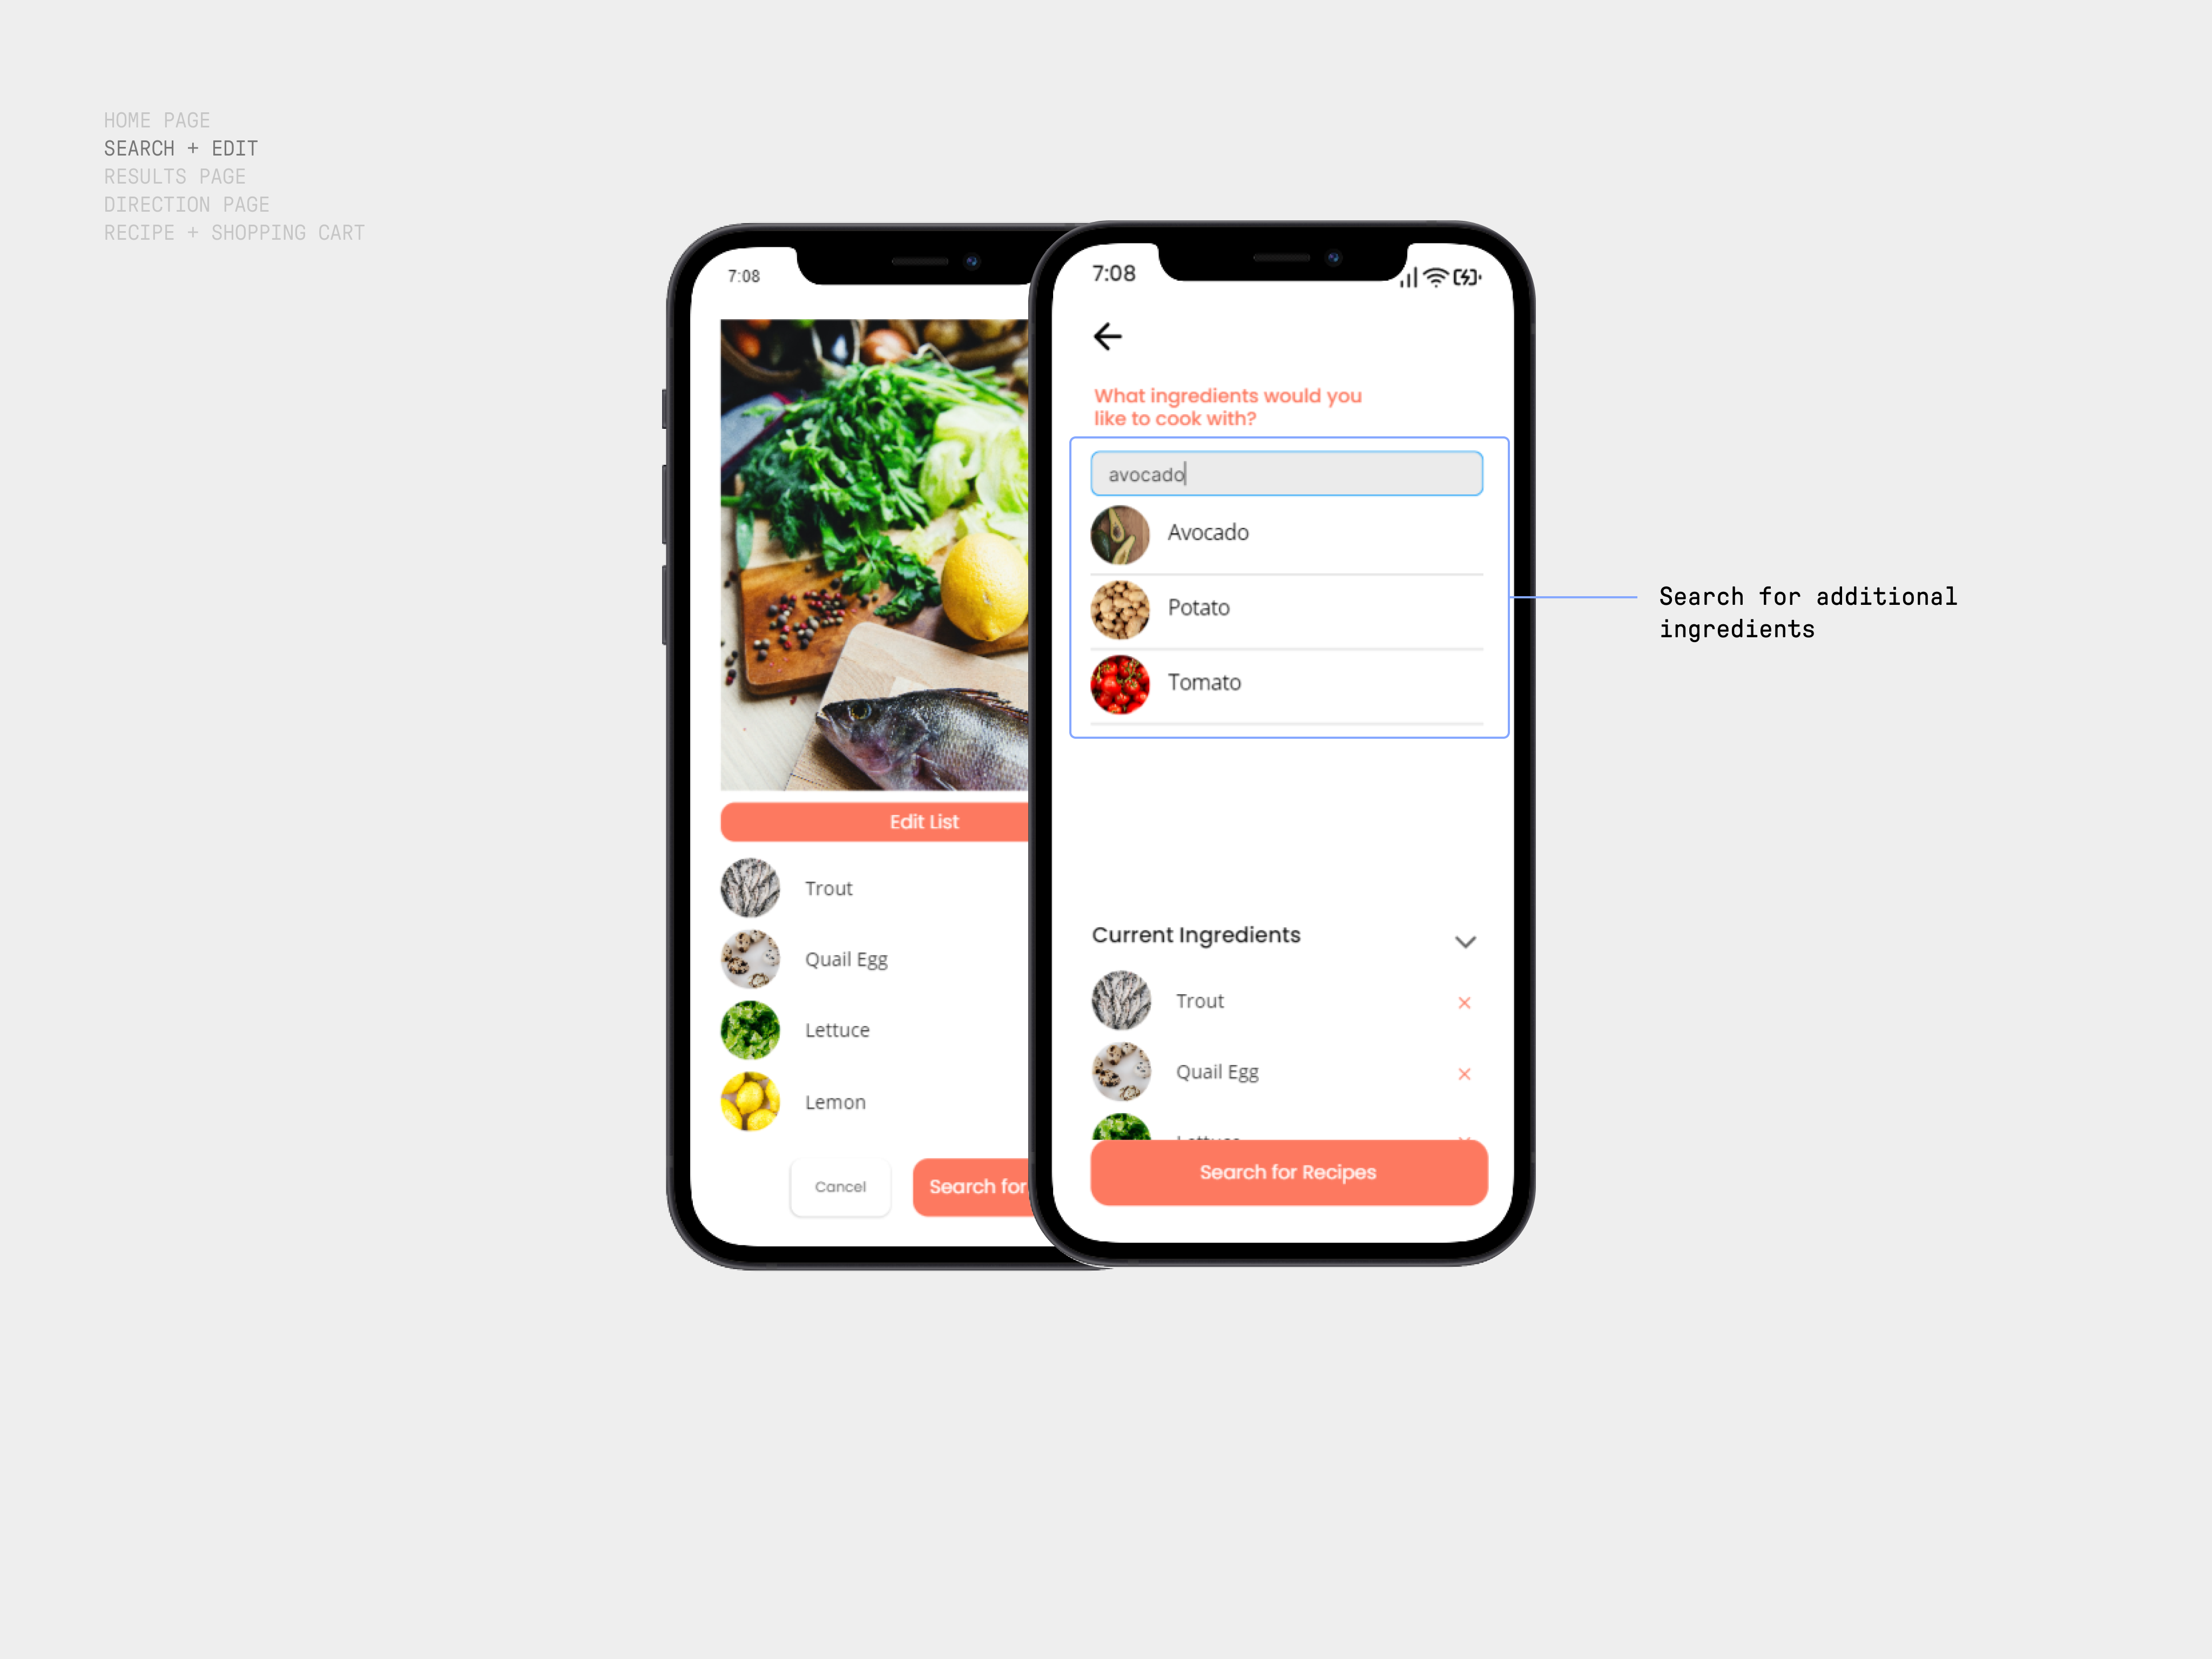 HOME PAGE
SEARCH + EDIT
RESULTS PAGE
DIRECTION PAGE
RECIPE + SHOPPING CART
7:08
Edit List
Trout
Quail Egg
Lettuce
Lemon
Cancel
Search for
7:08
What ingredients would you
like to cook with?
avocado
Avocado
Potato
Tomato
Current Ingredients
Trout
Quail Egg
Lettuce
Search for Recipes
Search for additional
ingredients